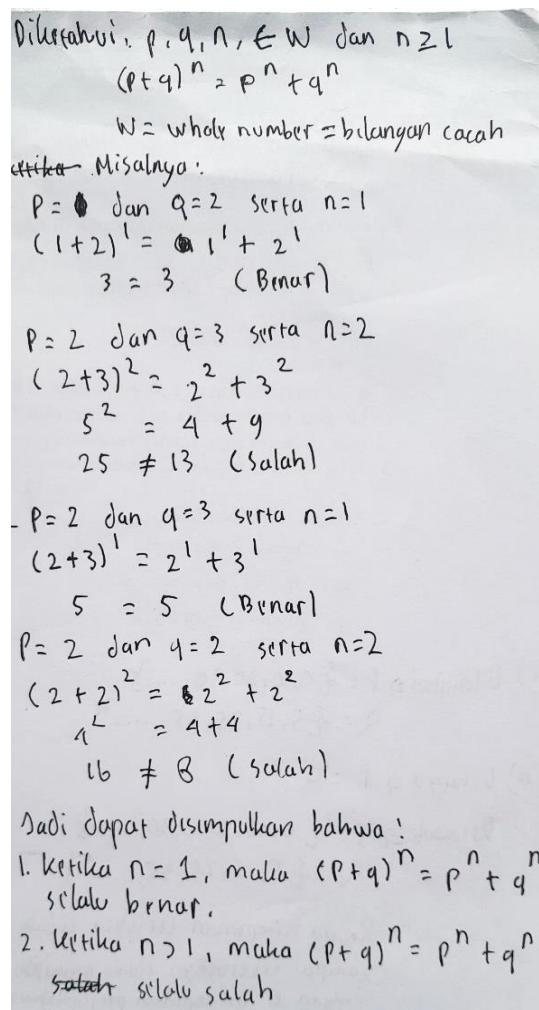 Diketahui, p, q, n, ∈ W dan n ≥ 1
(p+q)^n = p^n + q^n
W = whole number = bilangan cacah
Misalnya:
P = dan q = 2 serta n = 1
(1+2)^1 = 1^1 + 2^1
3 = 3 (Benar)
P = 2 dan q = 3 serta n = 2
(2+3)^2 = 2^2 + 3^2
5^2 = 4 + 9
25 ≠ 13 (Salah)
- P = 2 dan q = 3 serta n = 1
(2+3)^1 = 2^1 + 3^1
5 = 5 (Benar)
P = 2 dan q = 2 serta n = 2
(2+2)^2 = 2^2 + 2^2
4^2 = 4+4
16 ≠ 8 (salah)
Jadi dapat disimpulkan bahwa:
1. ketika n = 1, maka (p+q)^n = p^n + q^n
selalu benar.
2. ketika n > 1, maka (p+q)^n = p^n + q^n
salah selalu salah